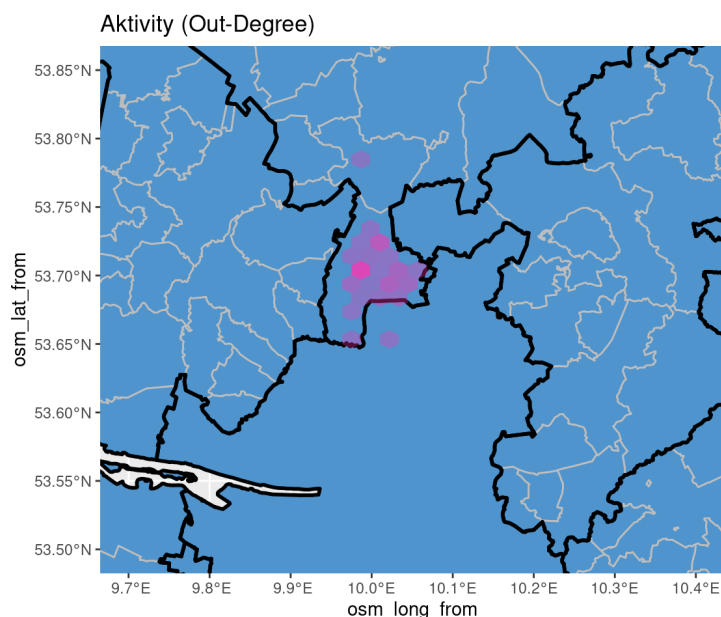 Aktivity (Out-Degree)
osm_lat_from
53.85°N
53.80°N
53.75°N
53.70°N
53.65°N
53.60°N
53.55°N
53.50°N
9.7°E 9.8°E 9.9°E 10.0°E 10.1°E 10.2°E 10.3°E 10.4°E
osm_long_from